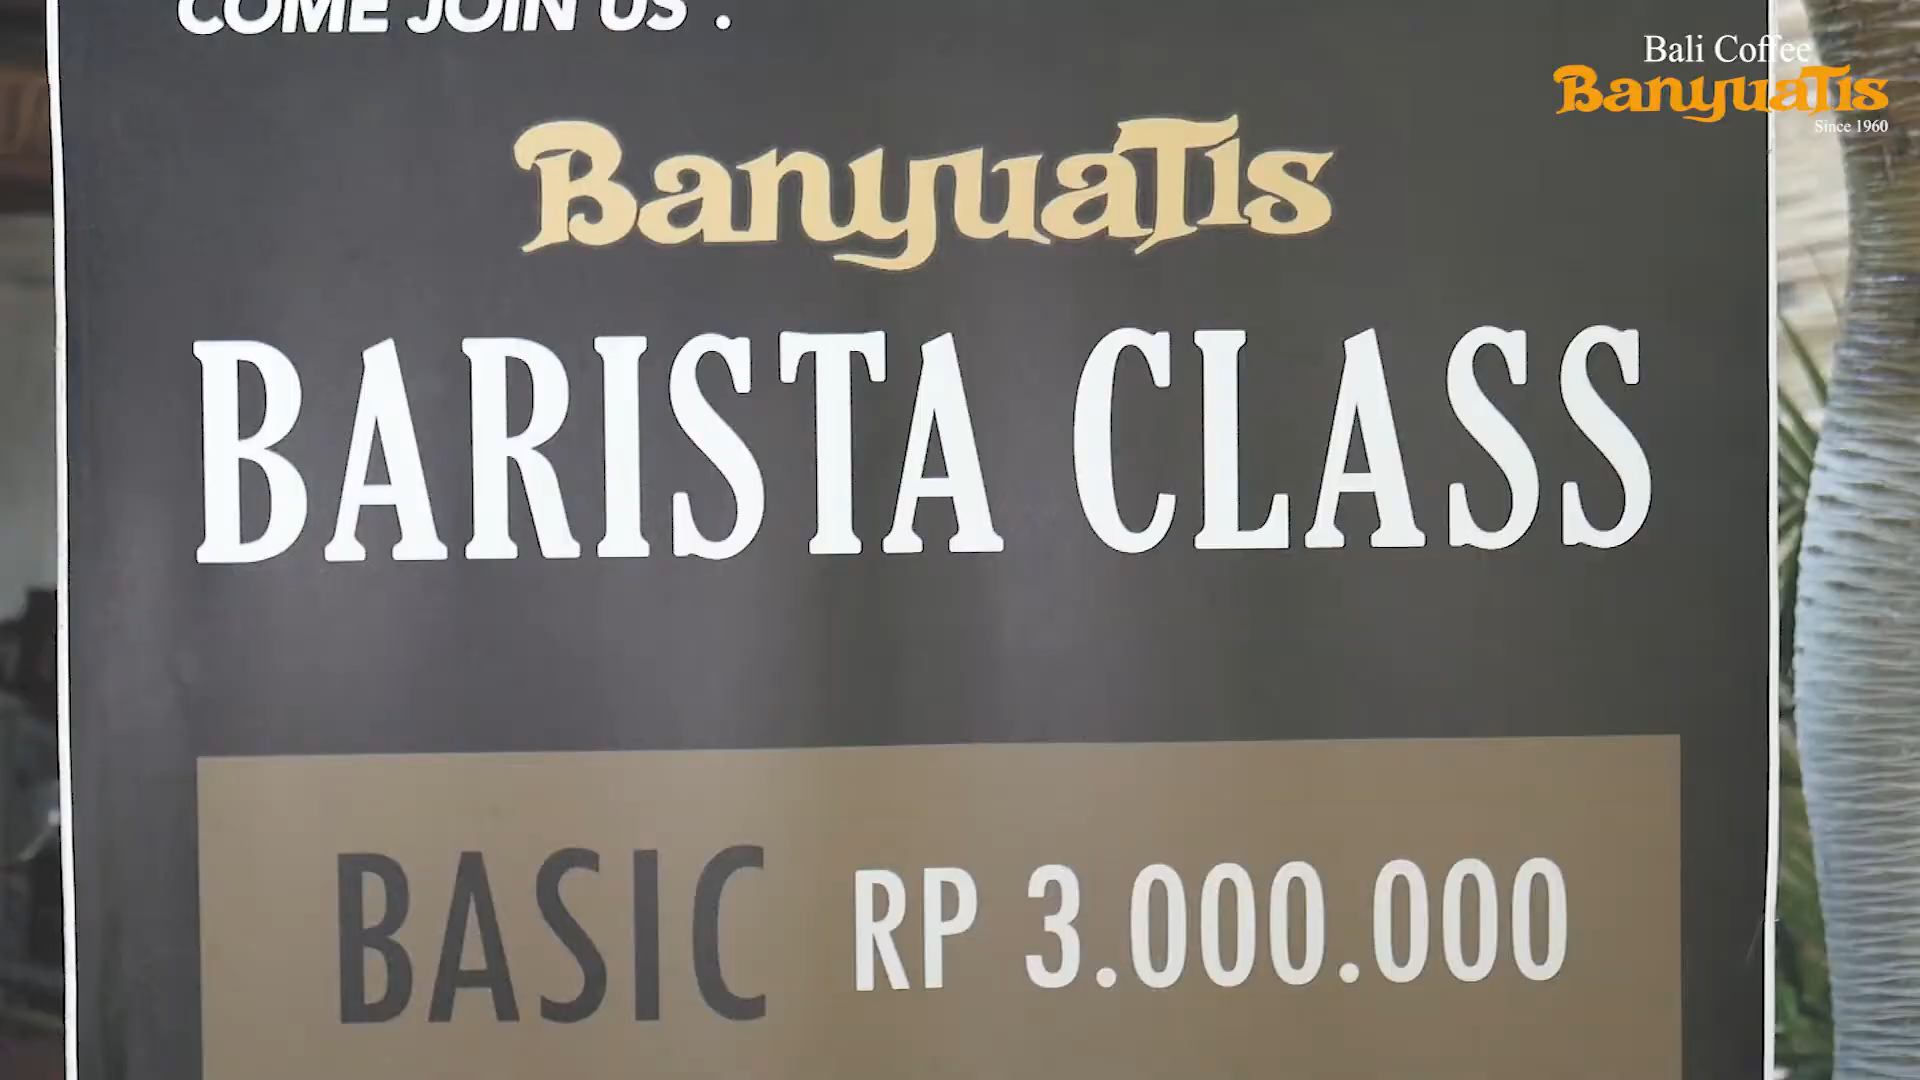 COME JOIN US .
Bali Coffee
Banyuatis
Since 1960
Banyuatis
BARISTA CLASS
BASIC RP 3.000.000